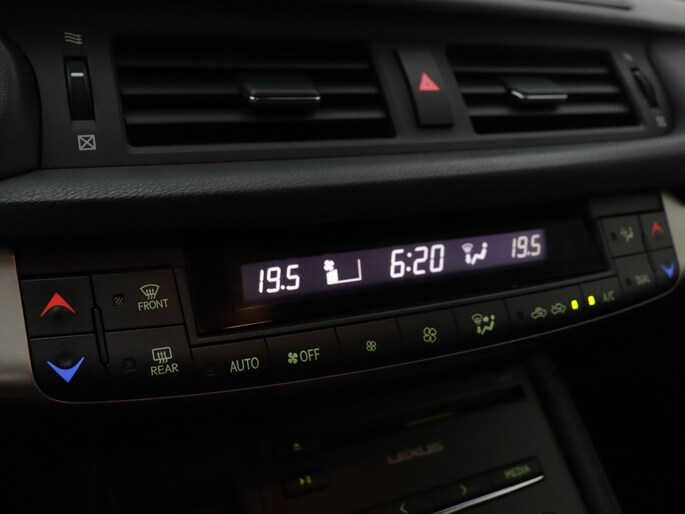 19.5 6:20 19.5
FRONT
REAR AUTO OFF A/C DUAL
LEXUS
MEDIA